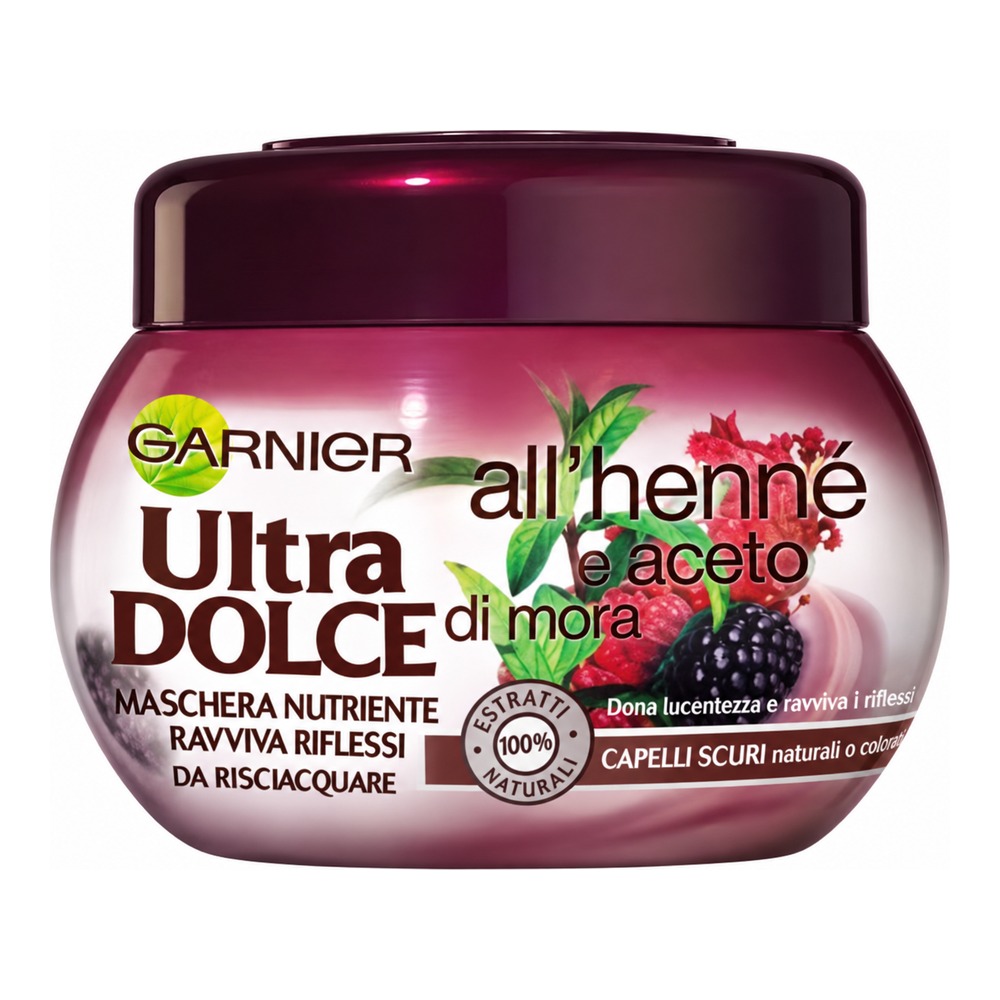 GARNIER
Ultra
DOLCE
MASCHERA NUTRIENTE
RAVVIVA RIFLESSI
DA RISCIACQUARE
all'henné
e aceto
di mora
ESTRATTI
100%
NATURALI
Dona lucentezza e ravviva i riflessi
CAPELLI SCURI naturali o